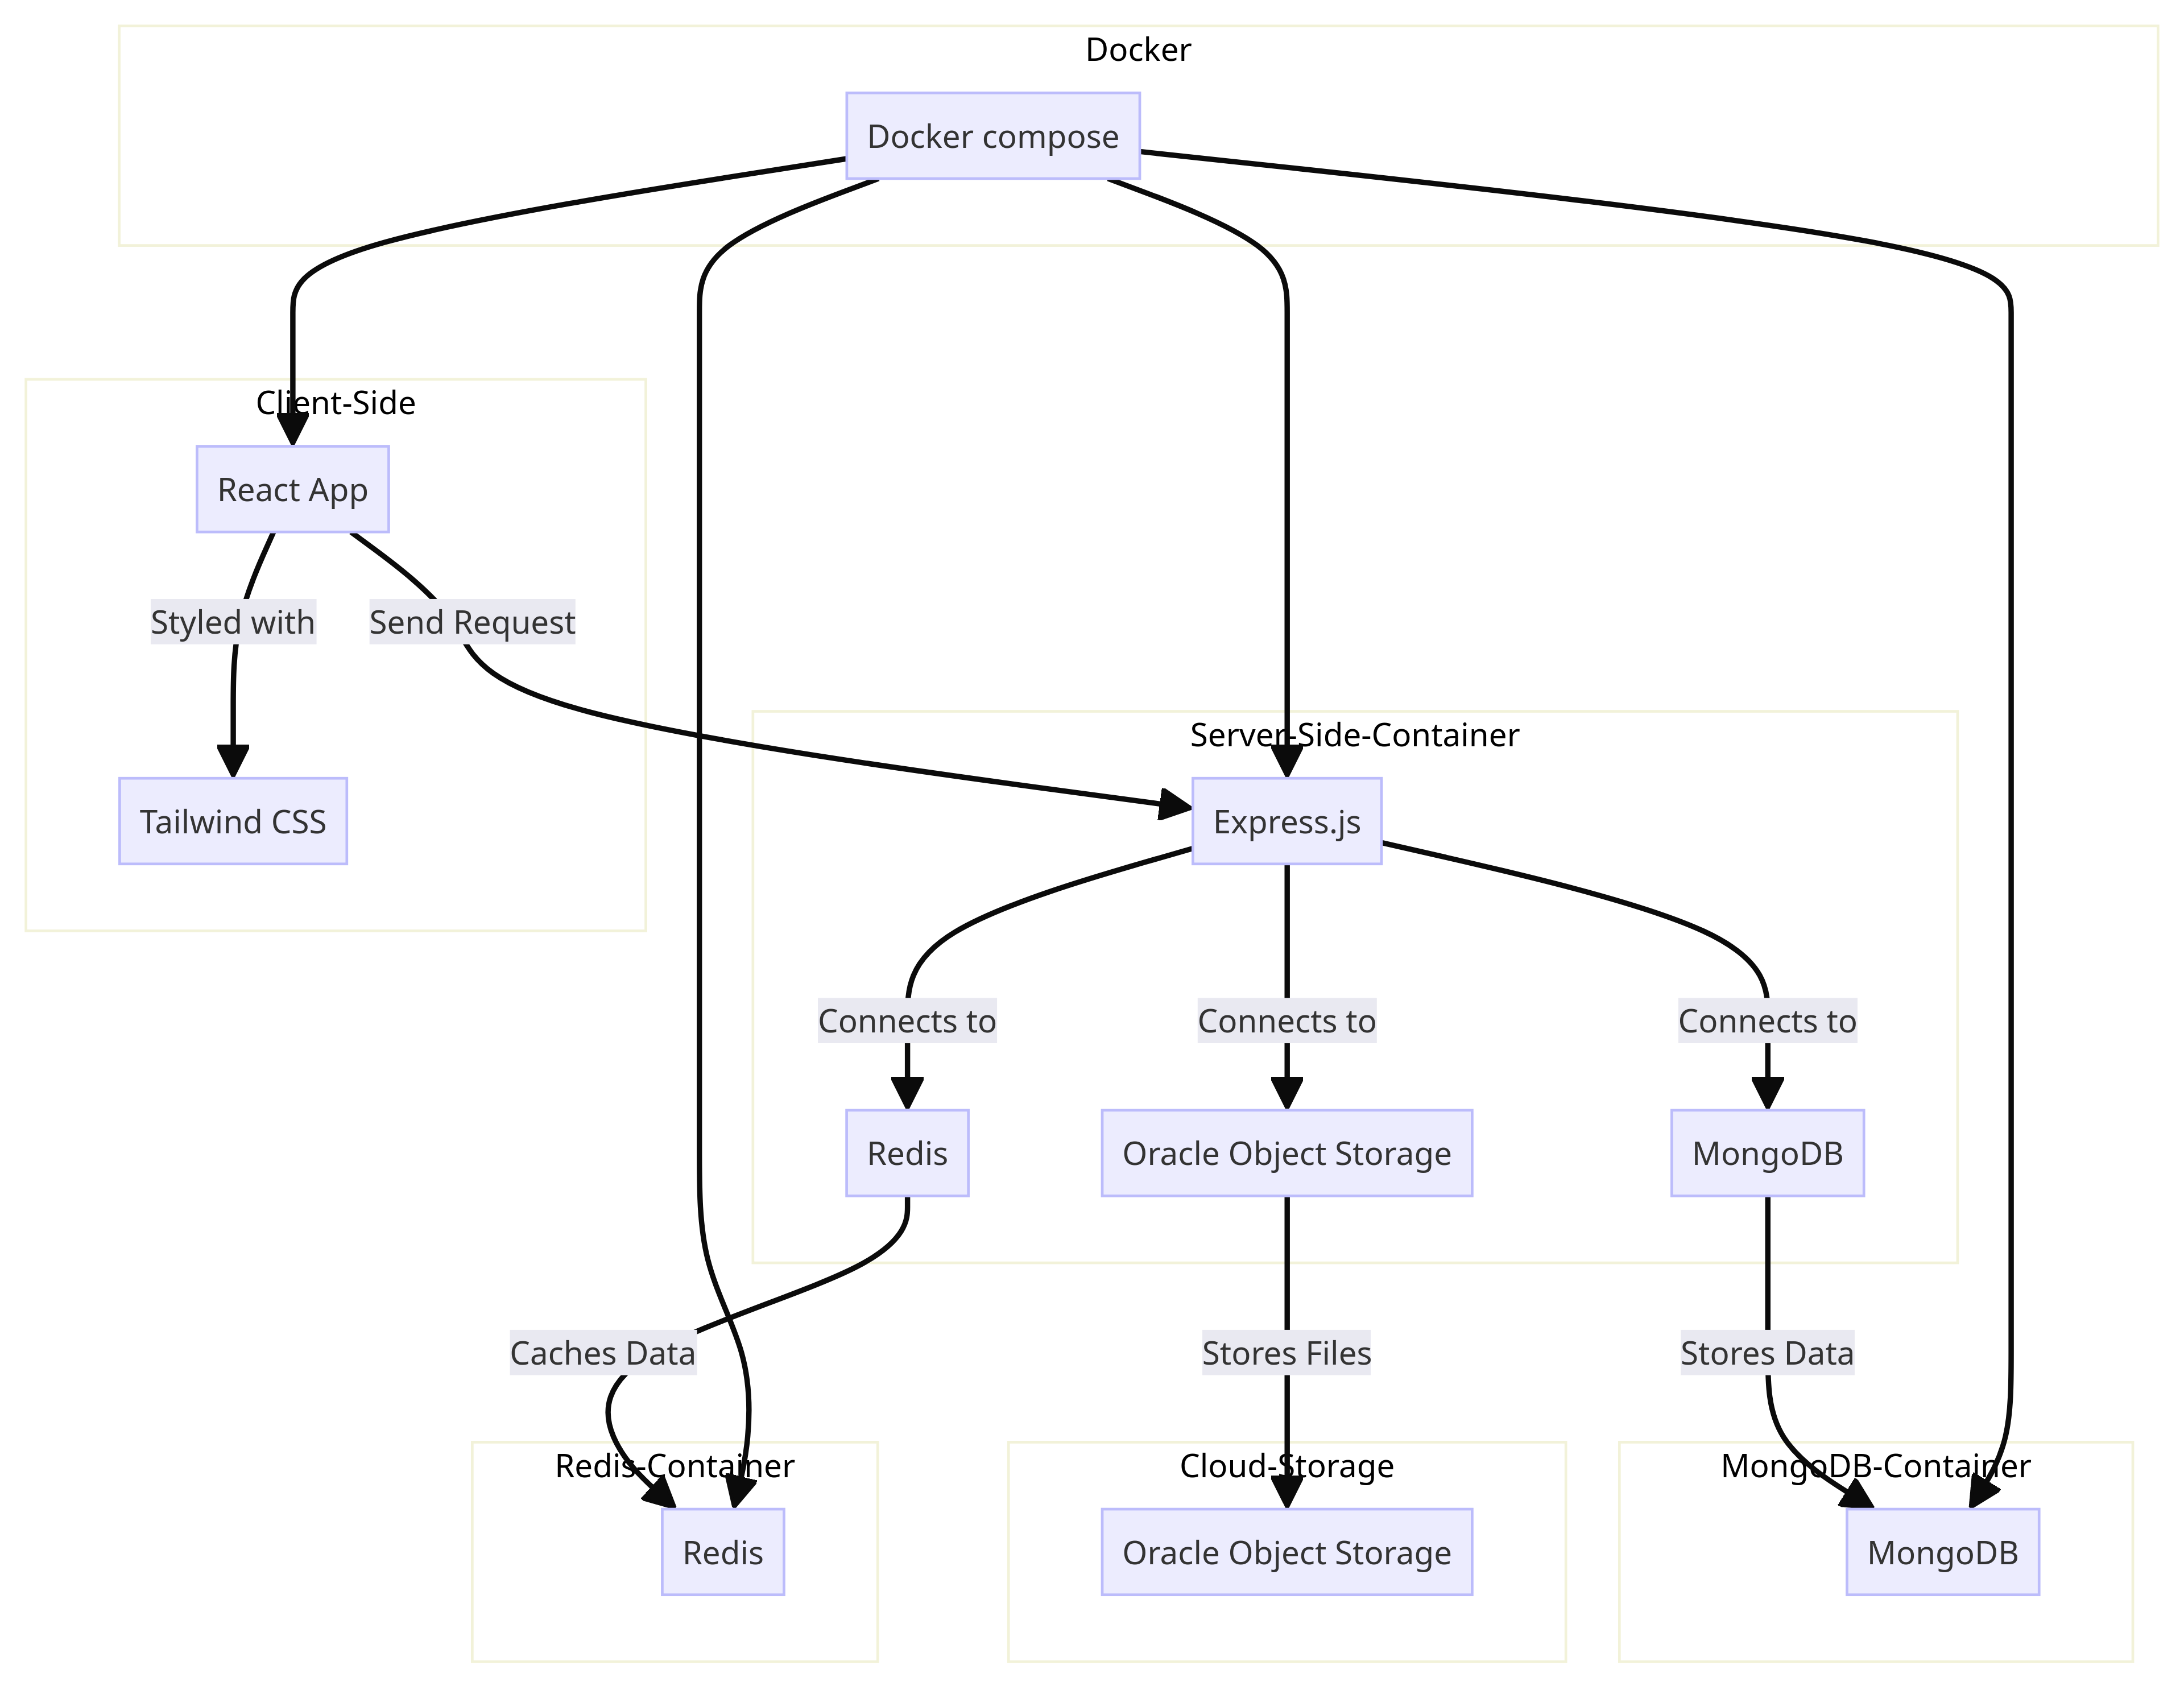 Docker
Docker compose
Client-Side
React App
Styled with
Send Request
Server-Side-Container
Tailwind CSS
Express.js
Connects to
Connects to
Connects to
Redis
Oracle Object Storage
MongoDB
Caches Data
Stores Files
Stores Data
Redis-Container
Cloud-Storage
MongoDB-Container
Redis
Oracle Object Storage
MongoDB